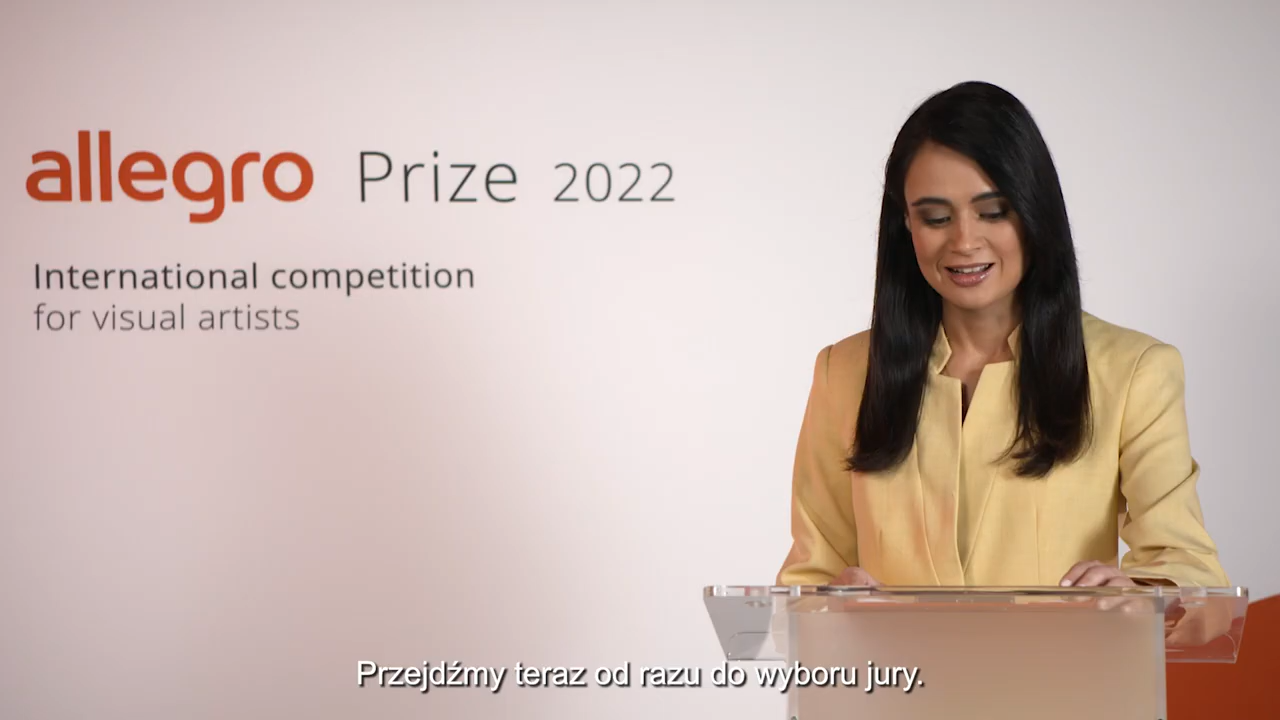 allegro Prize 2022
International competition
for visual artists
Przejdźmy teraz od razu do wyboru jury.